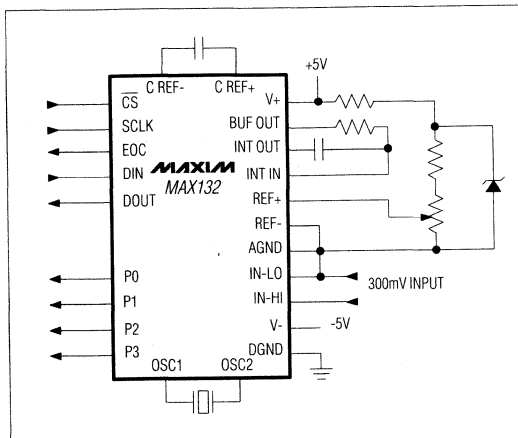 C REF- C REF+
+5V
CS
SCLK
EOC
DIN
DOUT
P0
P1
P2
P3
MAXIM
MAX132
V+
BUF OUT
INT OUT
INT IN
REF+
REF-
AGND
IN-LO
IN-HI
V-
DGND
300mV INPUT
-5V
OSC1 OSC2